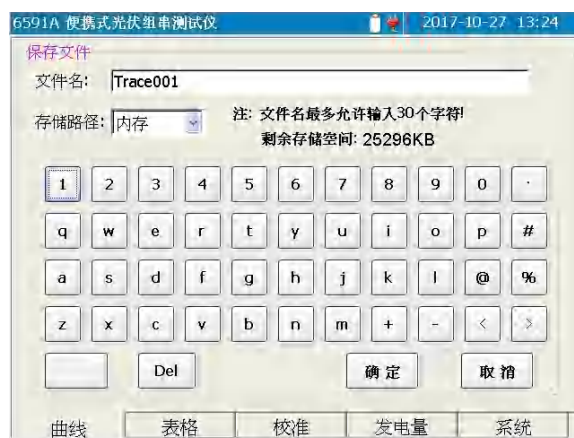 6591A 便携式光伏组串测试仪 2017-10-27 13:24
保存文件
文件名: Trace001
存储路径: 内存 注: 文件名最多允许输入30个字符!
剩余存储空间: 25296KB
1 2 3 4 5 6 7 8 9 0 .
q w e r t y u i o p #
a s d f g h j k l @ %
z x c v b n m + - < >
Del 确定 取消
曲线 表格 校准 发电量 系统